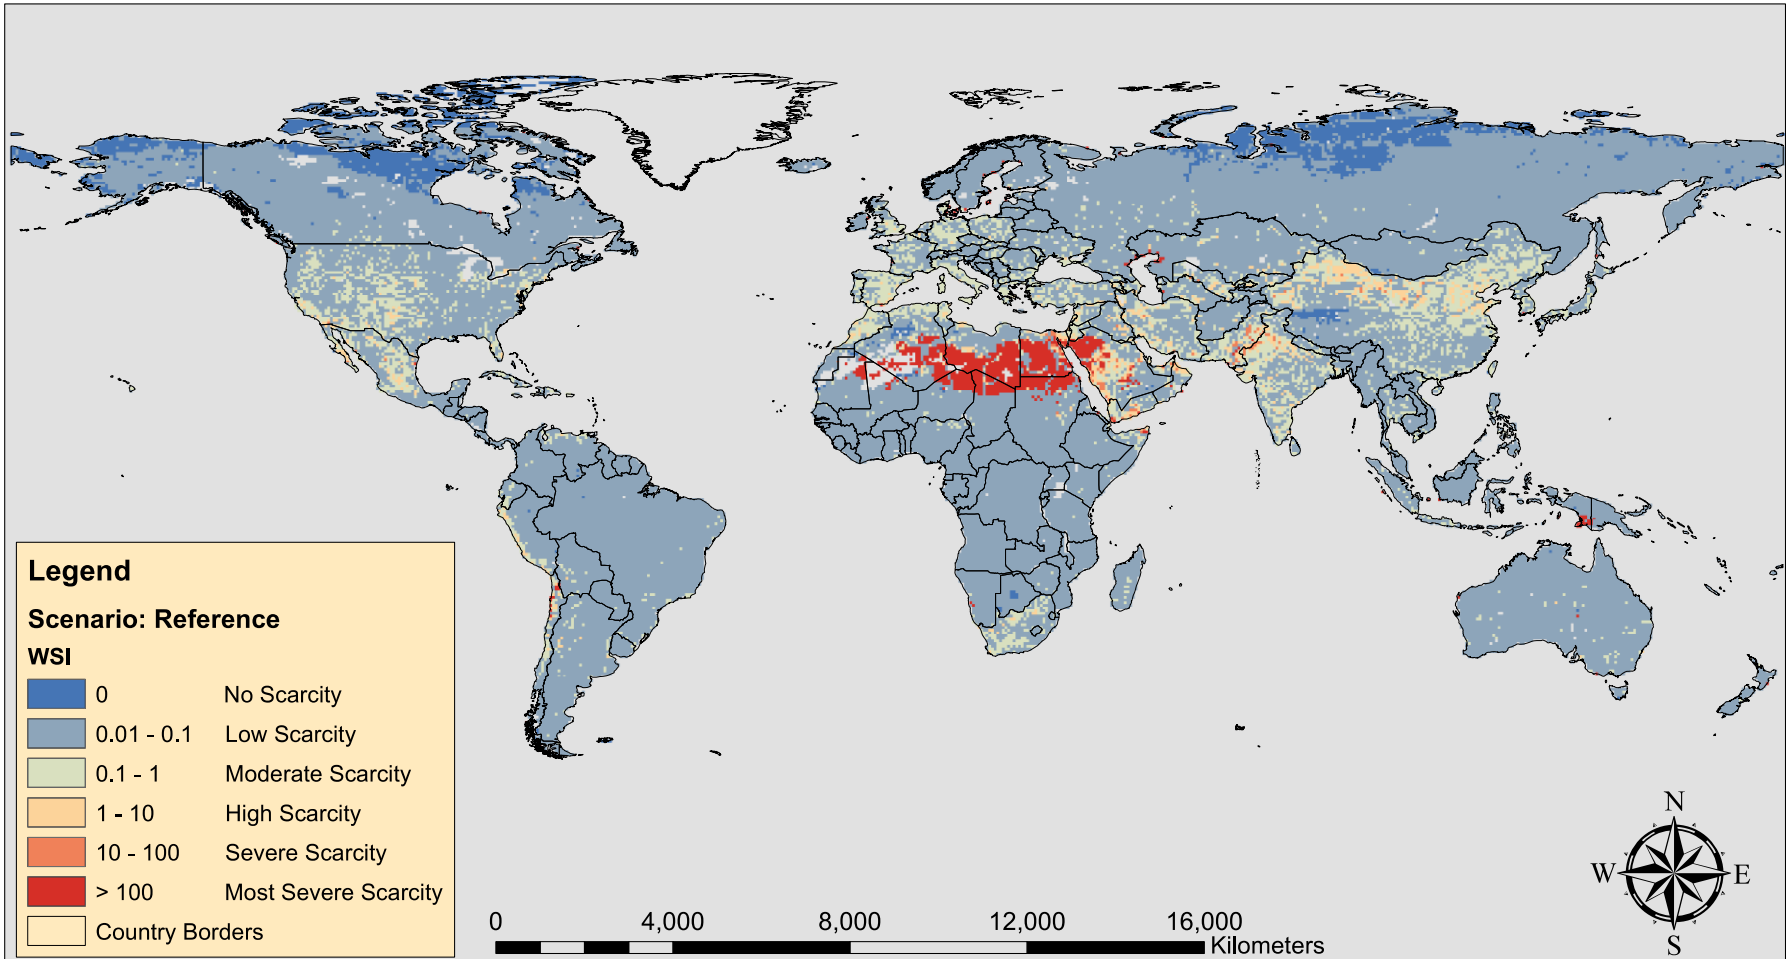 Legend
Scenario: Reference
WSI
0 No Scarcity
0.01 - 0.1 Low Scarcity
0.1 - 1 Moderate Scarcity
1 - 10 High Scarcity
10 - 100 Severe Scarcity
> 100 Most Severe Scarcity
Country Borders
0 4,000 8,000 12,000 16,000
Kilometers
N
W E
S